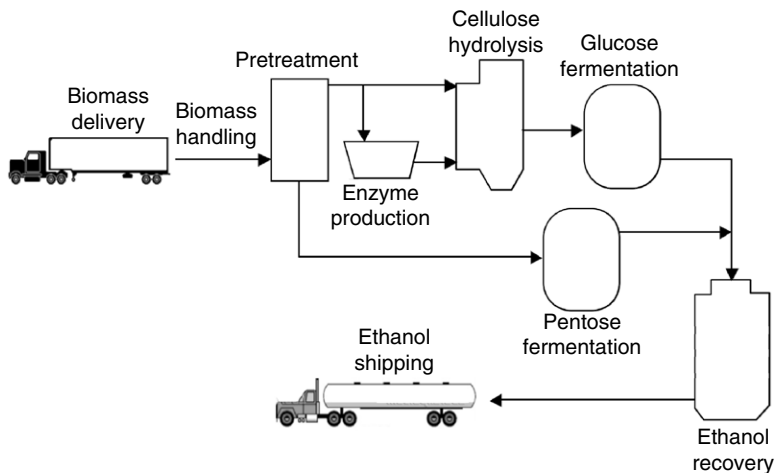 Cellulose
hydrolysis
Glucose
fermentation
Pretreatment
Biomass
delivery
Biomass
handling
Enzyme
production
Pentose
fermentation
Ethanol
shipping
Ethanol
recovery